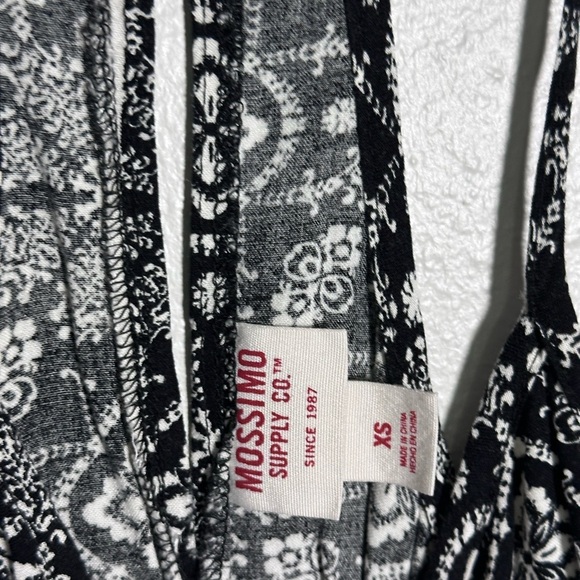 MOSSIMO
SUPPLY CO.™
SINCE 1987
XS
MADE IN CHINA
HECHO EN CHINA